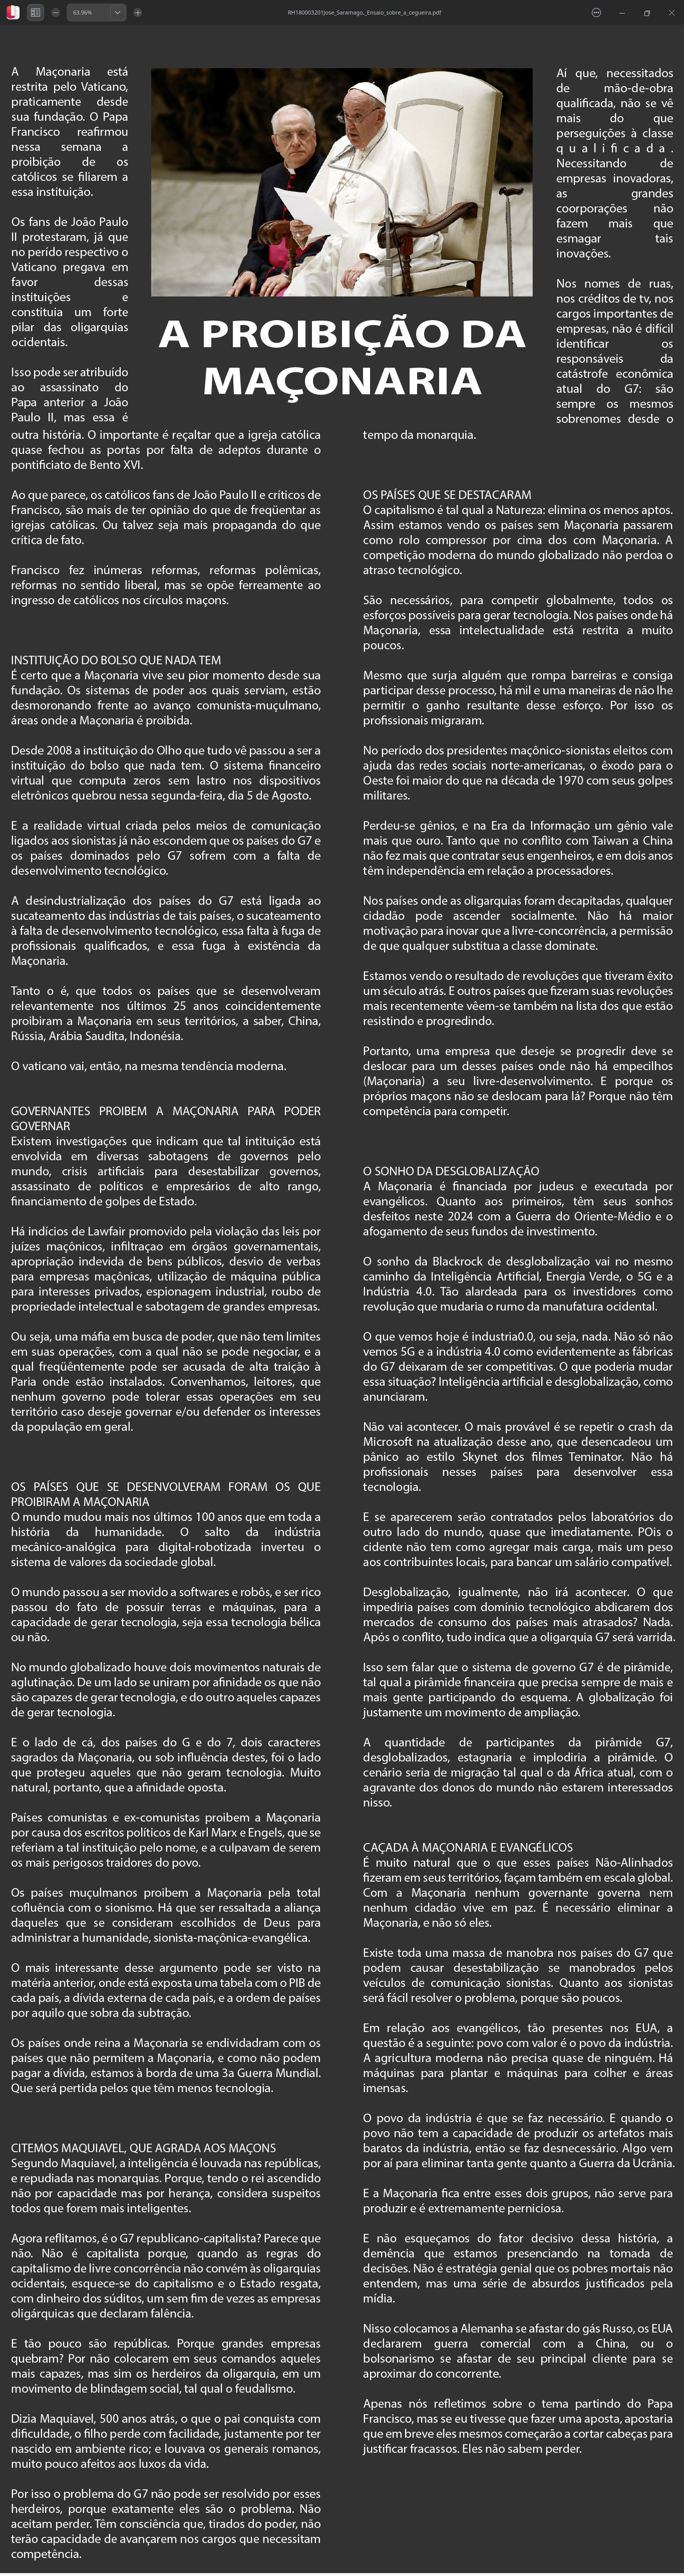 63.96%
RH180003201Jose_Saramago,_Ensaio_sobre_a_cegueira.pdf
A Maçonaria está
restrita pelo Vaticano,
praticamente desde
sua fundação. O Papa
Francisco reafirmou
nessa semana a
proibição de os
católicos se filiarem a
essa instituição.
Os fans de João Paulo
II protestaram, já que
no perído respectivo o
Vaticano pregava em
favor dessas
instituições e
constituia um forte
pilar das oligarquias
ocidentais.
Isso pode ser atribuído
ao assassinato do
Papa anterior a João
Paulo II, mas essa é
A PROIBIÇÃO DA
MAÇONARIA
outra história. O importante é reçaltar que a igreja católica
quase fechou as portas por falta de adeptos durante o
pontificiato de Bento XVI.
Ao que parece, os católicos fans de João Paulo II e críticos de
Francisco, são mais de ter opinião do que de freqüentar as
igrejas católicas. Ou talvez seja mais propaganda do que
crítica de fato.
Francisco fez inúmeras reformas, reformas polêmicas,
reformas no sentido liberal, mas se opõe ferreamente ao
ingresso de católicos nos círculos maçons.
INSTITUIÇÃO DO BOLSO QUE NADA TEM
É certo que a Maçonaria vive seu pior momento desde sua
fundação. Os sistemas de poder aos quais serviam, estão
desmoronando frente ao avanço comunista-muçulmano,
áreas onde a Maçonaria é proibida.
Desde 2008 a instituição do Olho que tudo vê passou a ser a
instituição do bolso que nada tem. O sistema financeiro
virtual que computa zeros sem lastro nos dispositivos
eletrônicos quebrou nessa segunda-feira, dia 5 de Agosto.
E a realidade virtual criada pelos meios de comunicação
ligados aos sionistas já não escondem que os países do G7 e
os países dominados pelo G7 sofrem com a falta de
desenvolvimento tecnológico.
A desindustrialização dos países do G7 está ligada ao
sucateamento das indústrias de tais países, o sucateamento
à falta de desenvolvimento tecnológico, essa falta à fuga de
profissionais qualificados, e essa fuga à existência da
Maçonaria.
Tanto o é, que todos os países que se desenvolveram
relevantemente nos últimos 25 anos coincidentemente
proibiram a Maçonaria em seus territórios, a saber, China,
Rússia, Arábia Saudita, Indonésia.
O vaticano vai, então, na mesma tendência moderna.
GOVERNANTES PROIBEM A MAÇONARIA PARA PODER
GOVERNAR
Existem investigações que indicam que tal intituição está
envolvida em diversas sabotagens de governos pelo
mundo, crisis artificiais para desestabilizar governos,
assassinato de políticos e empresários de alto rango,
financiamento de golpes de Estado.
Há indícios de Lawfair promovido pela violação das leis por
juízes maçônicos, infiltraçao em órgãos governamentais,
apropriação indevida de bens públicos, desvio de verbas
para empresas maçônicas, utilização de máquina pública
para interesses privados, espionagem industrial, roubo de
propriedade intelectual e sabotagem de grandes empresas.
Ou seja, uma máfia em busca de poder, que não tem limites
em suas operações, com a qual não se pode negociar, e a
qual freqüentemente pode ser acusada de alta traição à
Paria onde estão instalados. Convenhamos, leitores, que
nenhum governo pode tolerar essas operações em seu
território caso deseje governar e/ou defender os interesses
da população em geral.
OS PAÍSES QUE SE DESENVOLVERAM FORAM OS QUE
PROIBIRAM A MAÇONARIA
O mundo mudou mais nos últimos 100 anos que em toda a
história da humanidade. O salto da indústria
mecânico-analógica para digital-robotizada inverteu o
sistema de valores da sociedade global.
O mundo passou a ser movido a softwares e robôs, e ser rico
passou do fato de possuir terras e máquinas, para a
capacidade de gerar tecnologia, seja essa tecnologia bélica
ou não.
No mundo globalizado houve dois movimentos naturais de
aglutinação. De um lado se uniram por afinidade os que não
são capazes de gerar tecnologia, e do outro aqueles capazes
de gerar tecnologia.
E o lado de cá, dos países do G e do 7, dois caracteres
sagrados da Maçonaria, ou sob influência destes, foi o lado
que protegeu aqueles que não geram tecnologia. Muito
natural, portanto, que a afinidade oposta.
Países comunistas e ex-comunistas proibem a Maçonaria
por causa dos escritos políticos de Karl Marx e Engels, que se
referiam a tal instituição pelo nome, e a culpavam de serem
os mais perigosos traidores do povo.
Os países muçulmanos proibem a Maçonaria pela total
cofluência com o sionismo. Há que ser ressaltada a aliança
daqueles que se consideram escolhidos de Deus para
administrar a humanidade, sionista-maçônica-evangélica.
O mais interessante desse argumento pode ser visto na
matéria anterior, onde está exposta uma tabela com o PIB de
cada país, a dívida externa de cada país, e a ordem de países
por aquilo que sobra da subtração.
Os países onde reina a Maçonaria se endividadram com os
países que não permitem a Maçonaria, e como não podem
pagar a dívida, estamos à borda de uma 3a Guerra Mundial.
Que será pertida pelos que têm menos tecnologia.
CITEMOS MAQUIAVEL, QUE AGRADA AOS MAÇONS
Segundo Maquiavel, a inteligência é louvada nas repúblicas,
e repudiada nas monarquias. Porque, tendo o rei ascendido
não por capacidade mas por herança, considera suspeitos
todos que forem mais inteligentes.
Agora reflitamos, é o G7 republicano-capitalista? Parece que
não. Não é capitalista porque, quando as regras do
capitalismo de livre concorrência não convém às oligarquias
ocidentais, esquece-se do capitalismo e o Estado resgata,
com dinheiro dos súditos, um sem fim de vezes as empresas
oligárquicas que declaram falência.
E tão pouco são repúblicas. Porque grandes empresas
quebram? Por não colocarem em seus comandos aqueles
mais capazes, mas sim os herdeiros da oligarquia, em um
movimento de blindagem social, tal qual o feudalismo.
Dizia Maquiavel, 500 anos atrás, o que o pai conquista com
dificuldade, o filho perde com facilidade, justamente por ter
nascido em ambiente rico; e louvava os generais romanos,
muito pouco afeitos aos luxos da vida.
Por isso o problema do G7 não pode ser resolvido por esses
herdeiros, porque exatamente eles são o problema. Não
aceitam perder. Têm consciência que, tirados do poder, não
terão capacidade de avançarem nos cargos que necessitam
competência.
Aí que, necessitados
de mão-de-obra
qualificada, não se vê
mais do que
perseguições à classe
qualificada.
Necessitando de
empresas inovadoras,
as grandes
coorporações não
fazem mais que
esmagar tais
inovações.
Nos nomes de ruas,
nos créditos de tv, nos
cargos importantes de
empresas, não é difícil
identificar os
responsáveis da
catástrofe econômica
atual do G7: são
sempre os mesmos
sobrenomes desde o
tempo da monarquia.
OS PAÍSES QUE SE DESTACARAM
O capitalismo é tal qual a Natureza: elimina os menos aptos.
Assim estamos vendo os países sem Maçonaria passarem
como rolo compressor por cima dos com Maçonaria. A
competição moderna do mundo globalizado não perdoa o
atraso tecnológico.
São necessários, para competir globalmente, todos os
esforços possíveis para gerar tecnologia. Nos países onde há
Maçonaria, essa intelectualidade está restrita a muito
poucos.
Mesmo que surja alguém que rompa barreiras e consiga
participar desse processo, há mil e uma maneiras de não lhe
permitir o ganho resultante desse esforço. Por isso os
profissionais migraram.
No período dos presidentes maçônico-sionistas eleitos com
ajuda das redes sociais norte-americanas, o êxodo para o
Oeste foi maior do que na década de 1970 com seus golpes
militares.
Perdeu-se gênios, e na Era da Informação um gênio vale
mais que ouro. Tanto que no conflito com Taiwan a China
não fez mais que contratar seus engenheiros, e em dois anos
têm independência em relação a processadores.
Nos países onde as oligarquias foram decapitadas, qualquer
cidadão pode ascender socialmente. Não há maior
motivação para inovar que a livre-concorrência, a permissão
de que qualquer substitua a classe dominate.
Estamos vendo o resultado de revoluções que tiveram êxito
um século atrás. E outros países que fizeram suas revoluções
mais recentemente vêem-se também na lista dos que estão
resistindo e progredindo.
Portanto, uma empresa que deseje se progredir deve se
deslocar para um desses países onde não há empecilhos
(Maçonaria) a seu livre-desenvolvimento. E porque os
próprios maçons não se deslocam para lá? Porque não têm
competência para competir.
O SONHO DA DESGLOBALIZAÇÃO
A Maçonaria é financiada por judeus e executada por
evangélicos. Quanto aos primeiros, têm seus sonhos
desfeitos neste 2024 com a Guerra do Oriente-Médio e o
afogamento de seus fundos de investimento.
O sonho da Blackrock de desglobalização vai no mesmo
caminho da Inteligência Artificial, Energia Verde, o 5G e a
Indústria 4.0. Tão alardeada para os investidores como
revolução que mudaria o rumo da manufatura ocidental.
O que vemos hoje é industria0.0, ou seja, nada. Não só não
vemos 5G e a indústria 4.0 como evidentemente as fábricas
do G7 deixaram de ser competitivas. O que poderia mudar
essa situação? Inteligência artificial e desglobalização, como
anunciaram.
Não vai acontecer. O mais provável é se repetir o crash da
Microsoft na atualização desse ano, que desencadeou um
pânico ao estilo Skynet dos filmes Teminator. Não há
profissionais nesses países para desenvolver essa
tecnologia.
E se aparecerem serão contratados pelos laboratórios do
outro lado do mundo, quase que imediatamente. POis o
cidente não tem como agregar mais carga, mais um peso
aos contribuintes locais, para bancar um salário compatível.
Desglobalização, igualmente, não irá acontecer. O que
impediria países com domínio tecnológico abdicarem dos
mercados de consumo dos países mais atrasados? Nada.
Após o conflito, tudo indica que a oligarquia G7 será varrida.
Isso sem falar que o sistema de governo G7 é de pirâmide,
tal qual a pirâmide financeira que precisa sempre de mais e
mais gente participando do esquema. A globalização foi
justamente um movimento de ampliação.
A quantidade de participantes da pirâmide G7,
desglobalizados, estagnaria e implodiria a pirâmide. O
cenário seria de migração tal qual o da África atual, com o
agravante dos donos do mundo não estarem interessados
nisso.
CAÇADA À MAÇONARIA E EVANGÉLICOS
É muito natural que o que esses países Não-Alinhados
fizeram em seus territórios, façam também em escala global.
Com a Maçonaria nenhum governante governa nem
nenhum cidadão vive em paz. É necessário eliminar a
Maçonaria, e não só eles.
Existe toda uma massa de manobra nos países do G7 que
podem causar desestabilização se manobrados pelos
veículos de comunicação sionistas. Quanto aos sionistas
será fácil resolver o problema, porque são poucos.
Em relação aos evangélicos, tão presentes nos EUA, a
questão é a seguinte: povo com valor é o povo da indústria.
A agricultura moderna não precisa quase de ninguém. Há
máquinas para plantar e máquinas para colher e áreas
imensas.
O povo da indústria é que se faz necessário. E quando o
povo não tem a capacidade de produzir os artefatos mais
baratos da indústria, então se faz desnecessário. Algo vem
por aí para eliminar tanta gente quanto a Guerra da Ucrânia.
E a Maçonaria fica entre esses dois grupos, não serve para
produzir e é extremamente perniciosa.
E não esqueçamos do fator decisivo dessa história, a
demência que estamos presenciando na tomada de
decisões. Não é estratégia genial que os pobres mortais não
entendem, mas uma série de absurdos justificados pela
mídia.
Nisso colocamos a Alemanha se afastar do gás Russo, os EUA
declararem guerra comercial com a China, ou o
bolsonarismo se afastar de seu principal cliente para se
aproximar do concorrente.
Apenas nós refletimos sobre o tema partindo do Papa
Francisco, mas se eu tivesse que fazer uma aposta, apostaria
que em breve eles mesmos começarão a cortar cabeças para
justificar fracassos. Eles não sabem perder.